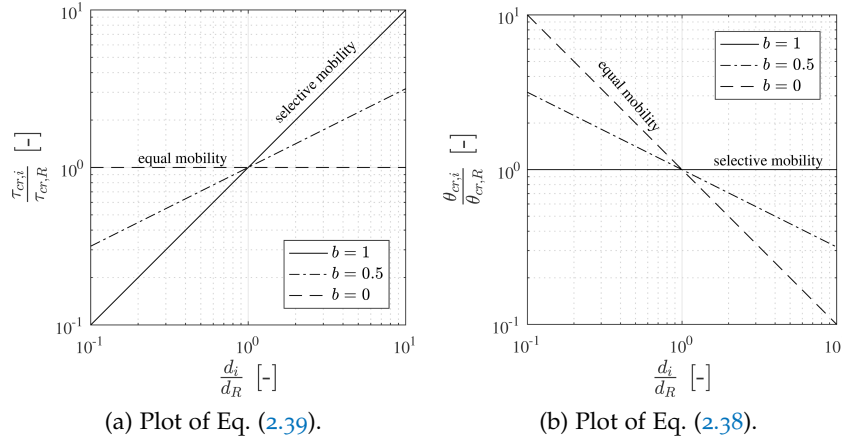 10^1
10^0
10^-1
τ_cr,i / τ_cr,R [-]
selective mobility
equal mobility
b = 1
b = 0.5
b = 0
10^-1
10^0
10^1
d_i / d_R [-]
(a) Plot of Eq. (2.39).
10^1
10^0
10^-1
θ_cr,i / θ_cr,R [-]
equal mobility
selective mobility
b = 1
b = 0.5
b = 0
10^-1
10^0
10^1
d_i / d_R [-]
(b) Plot of Eq. (2.38).